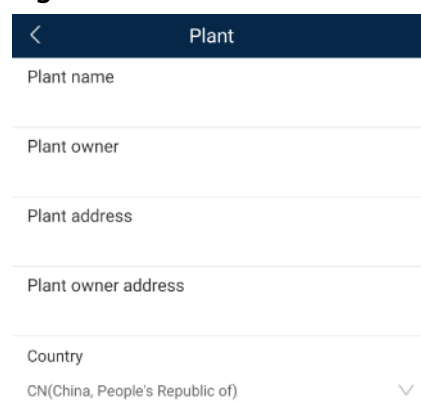 Plant
Plant name
Plant owner
Plant address
Plant owner address
Country
CN(China, People's Republic of)